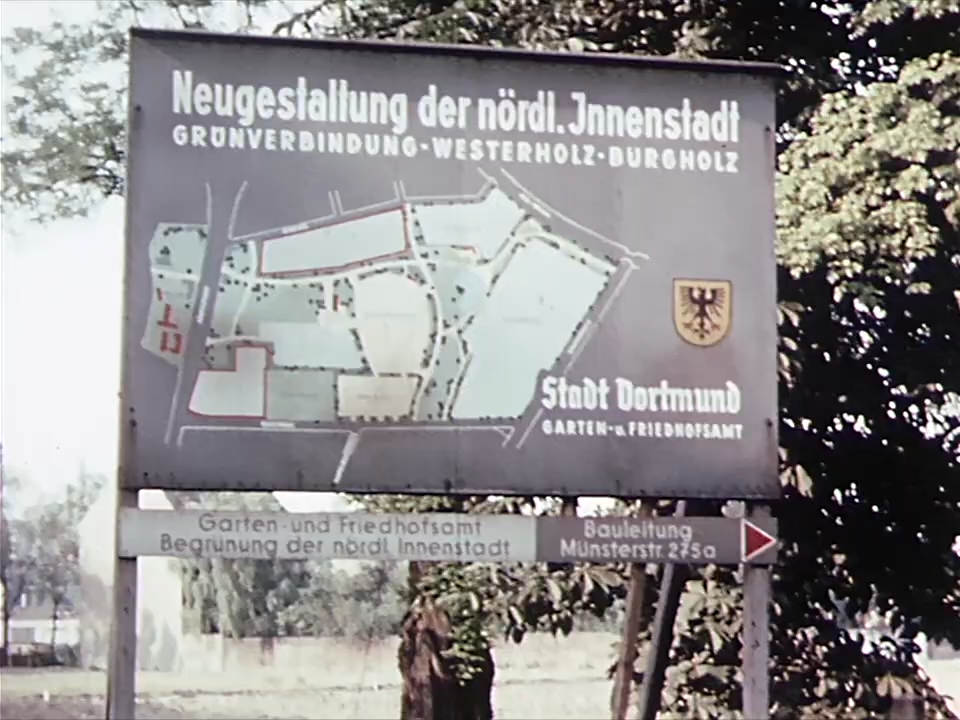 Neugestaltung der nördl. Jnnenstadt
GRÜNVERBINDUNG-WESTERHOLZ-BURGHOLZ
Stadt Dortmund
GARTEN-u. FRIEDHOFSAMT
Garten-und Friedhofsamt
Begrünung der nördl. Innenstadt
Bauleitung
Münsterstr. 275a